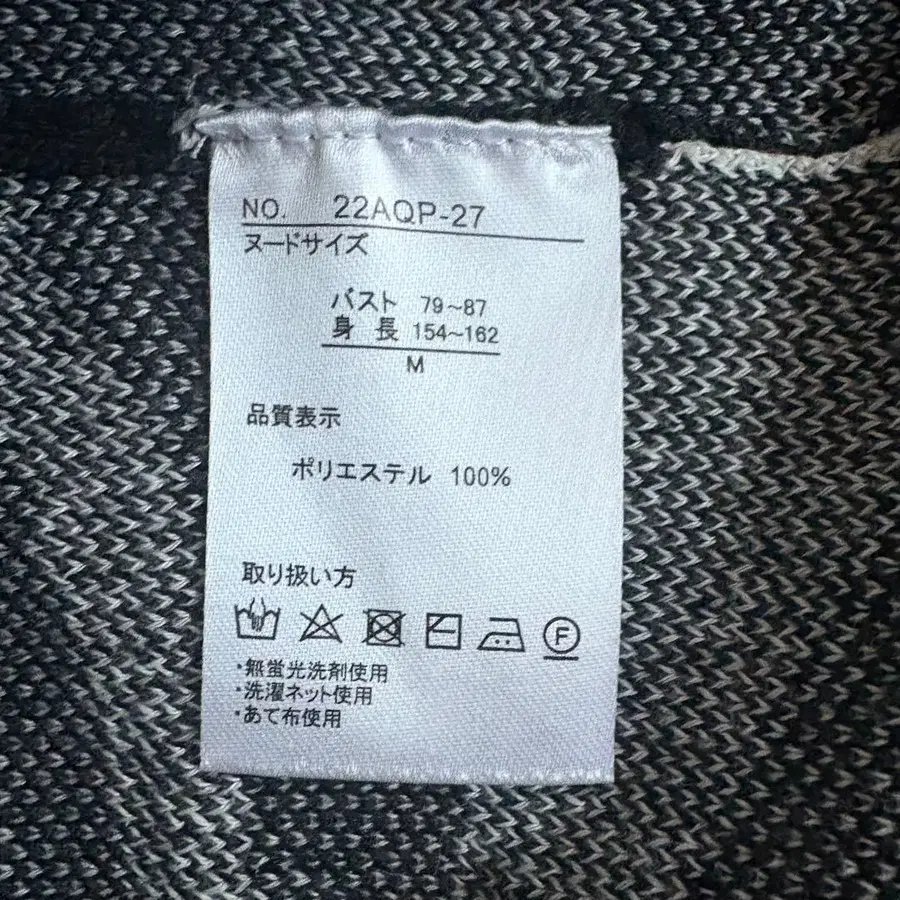 NO. 22AQP-27
ヌードサイズ
バスト 79~87
身長 154~162
M
品質表示
ポリエステル 100%
取り扱い方
F
・無蛍光洗剤使用
・洗濯ネット使用
・あて布使用